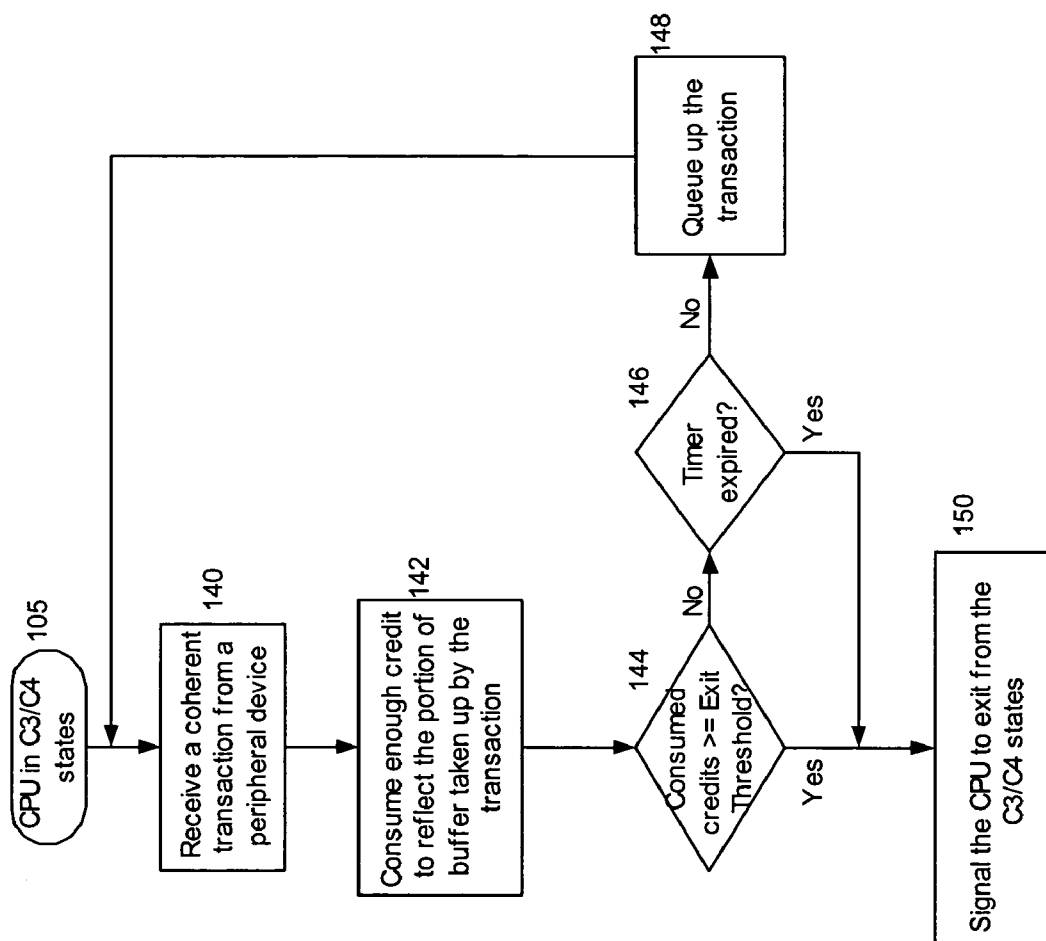 CPU in C3/C4
states
105
Receive a coherent
transaction from a
peripheral device
140
Consume enough credit
to reflect the portion of
buffer taken up by the
transaction
142
Consumed
credits >= Exit
Threshold?
144
No
Yes
Timer
expired?
146
No
Yes
Queue up the
transaction
148
Signal the CPU to exit from the
C3/C4 states
150